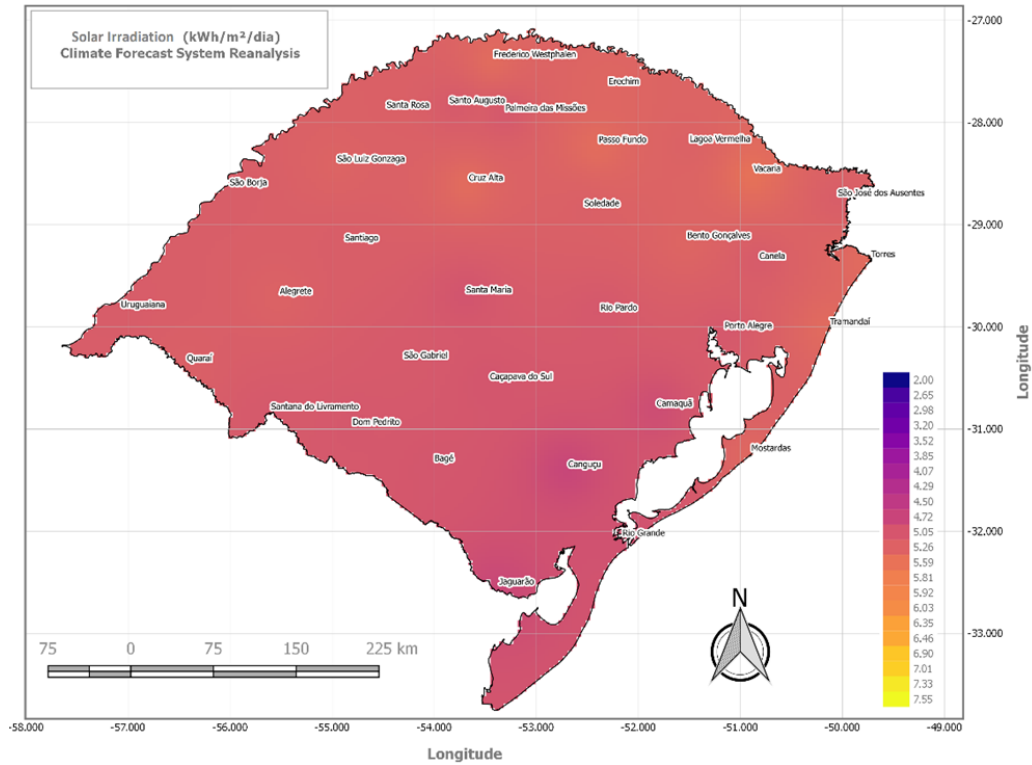 Solar Irradiation (kWh/m²/dia)
Climate Forecast System Reanalysis
-27.000
Frederico Westphalen
Erechim
Santa Rosa
Santo Augusto
Palmeira das Missões
-28.000
Passo Fundo
Lagoa Vermelha
São Luiz Gonzaga
Vacaria
São Borja
Cruz Alta
São José dos Ausentes
Soledade
-29.000
Santiago
Bento Gonçalves
Canela
Torres
Alegrete
Santa Maria
Uruguaiana
Rio Pardo
Tramandaí
Porto Alegre
-30.000
Quaraí
São Gabriel
Caçapava do Sul
Longitude
Santana do Livramento
Camaquã
Dom Pedrito
-31.000
Mostardas
Bagé
Canguçu
Rio Grande
-32.000
Jaguarão
-33.000
2.00
2.65
2.98
3.20
3.52
3.85
4.07
4.29
4.50
4.72
5.05
5.26
5.59
5.81
5.92
6.03
6.35
6.46
6.90
7.01
7.33
7.55
N
75 0 75 150 225 km
-58.000 -57.000 -56.000 -55.000 -54.000 -53.000 -52.000 -51.000 -50.000 -49.000
Longitude